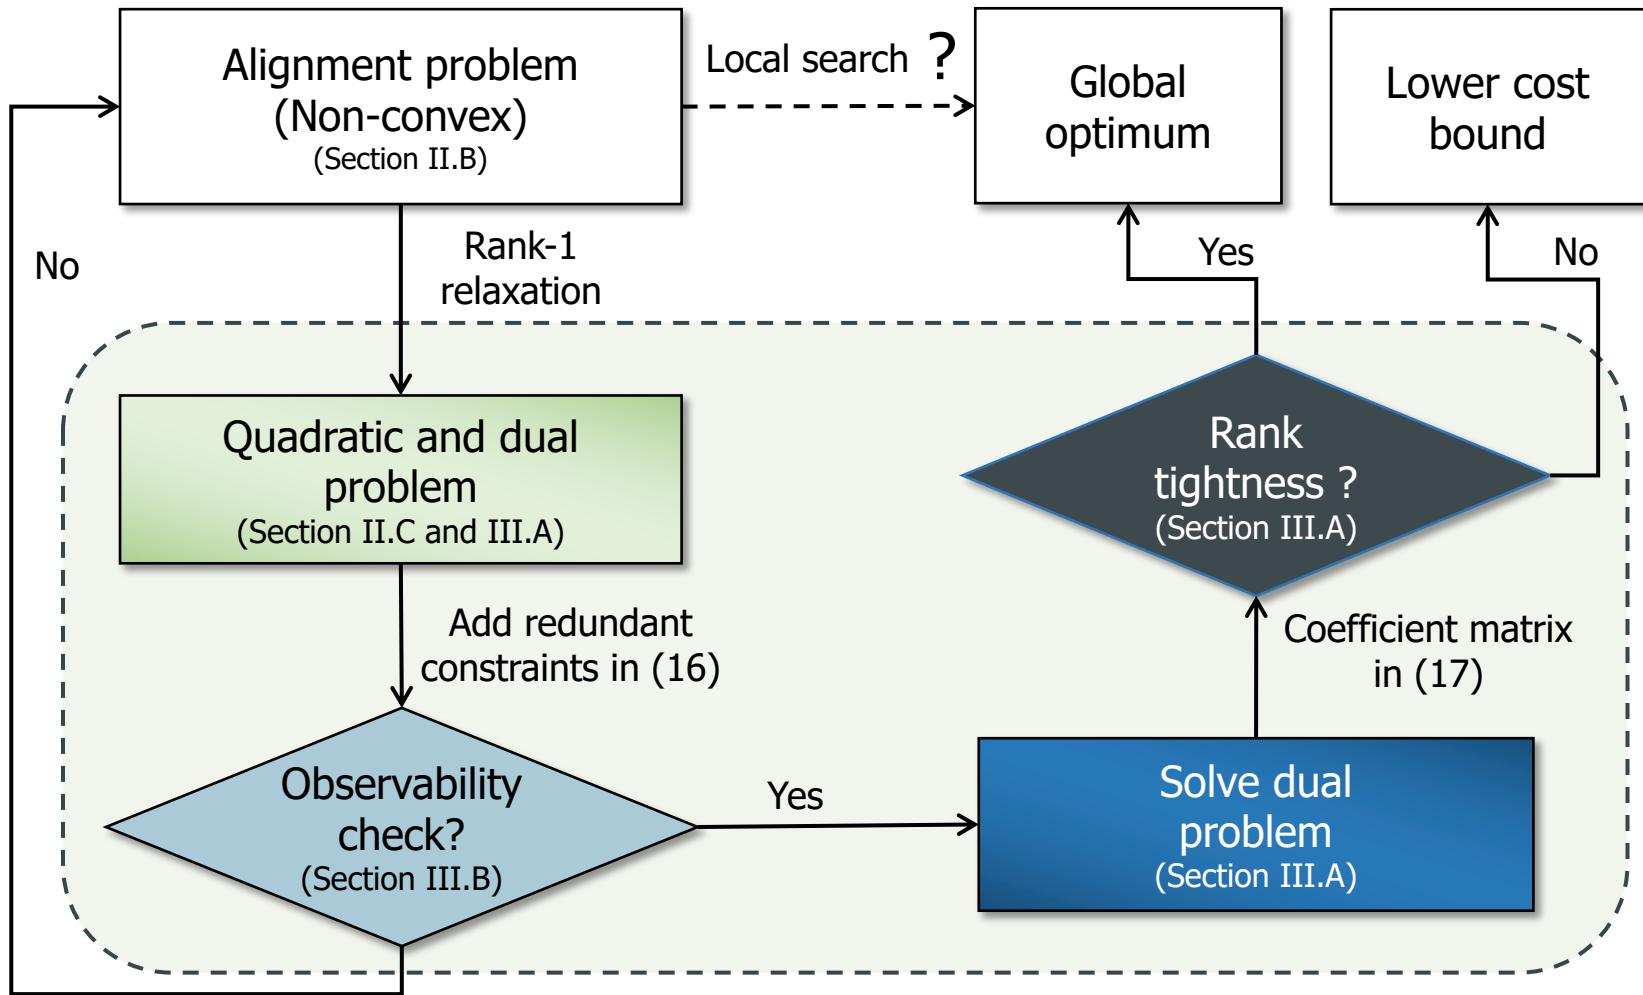 Alignment problem
(Non-convex)
(Section II.B)
Local search ?
Global
optimum
Lower cost
bound
No
Rank-1
relaxation
Yes
No
Quadratic and dual
problem
(Section II.C and III.A)
Rank
tightness ?
(Section III.A)
Add redundant
constraints in (16)
Coefficient matrix
in (17)
Observability
check?
(Section III.B)
Yes
Solve dual
problem
(Section III.A)